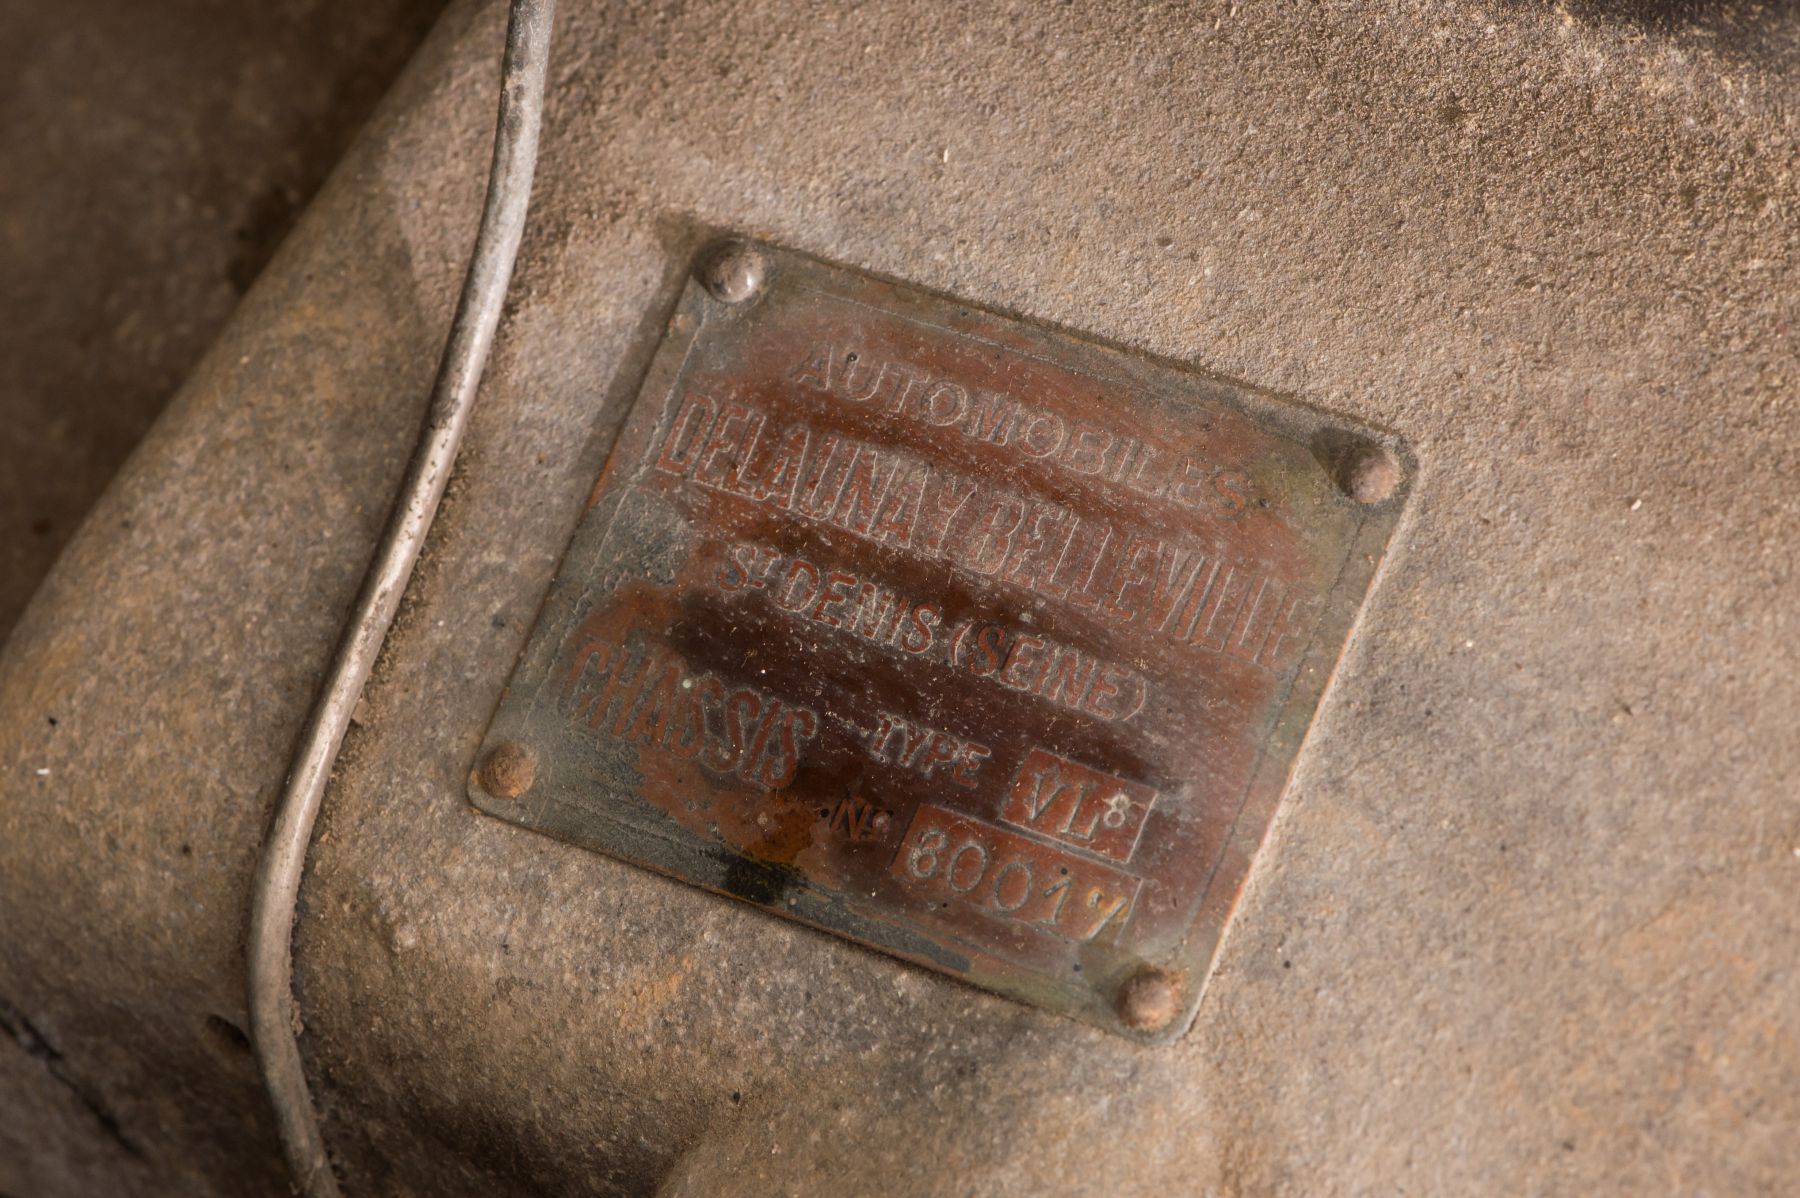 AUTOMOBILES
DELAUNAY BELLEVILLE
ST DENIS (SEINE)
CHASSIS TYPE VL8
No 80017